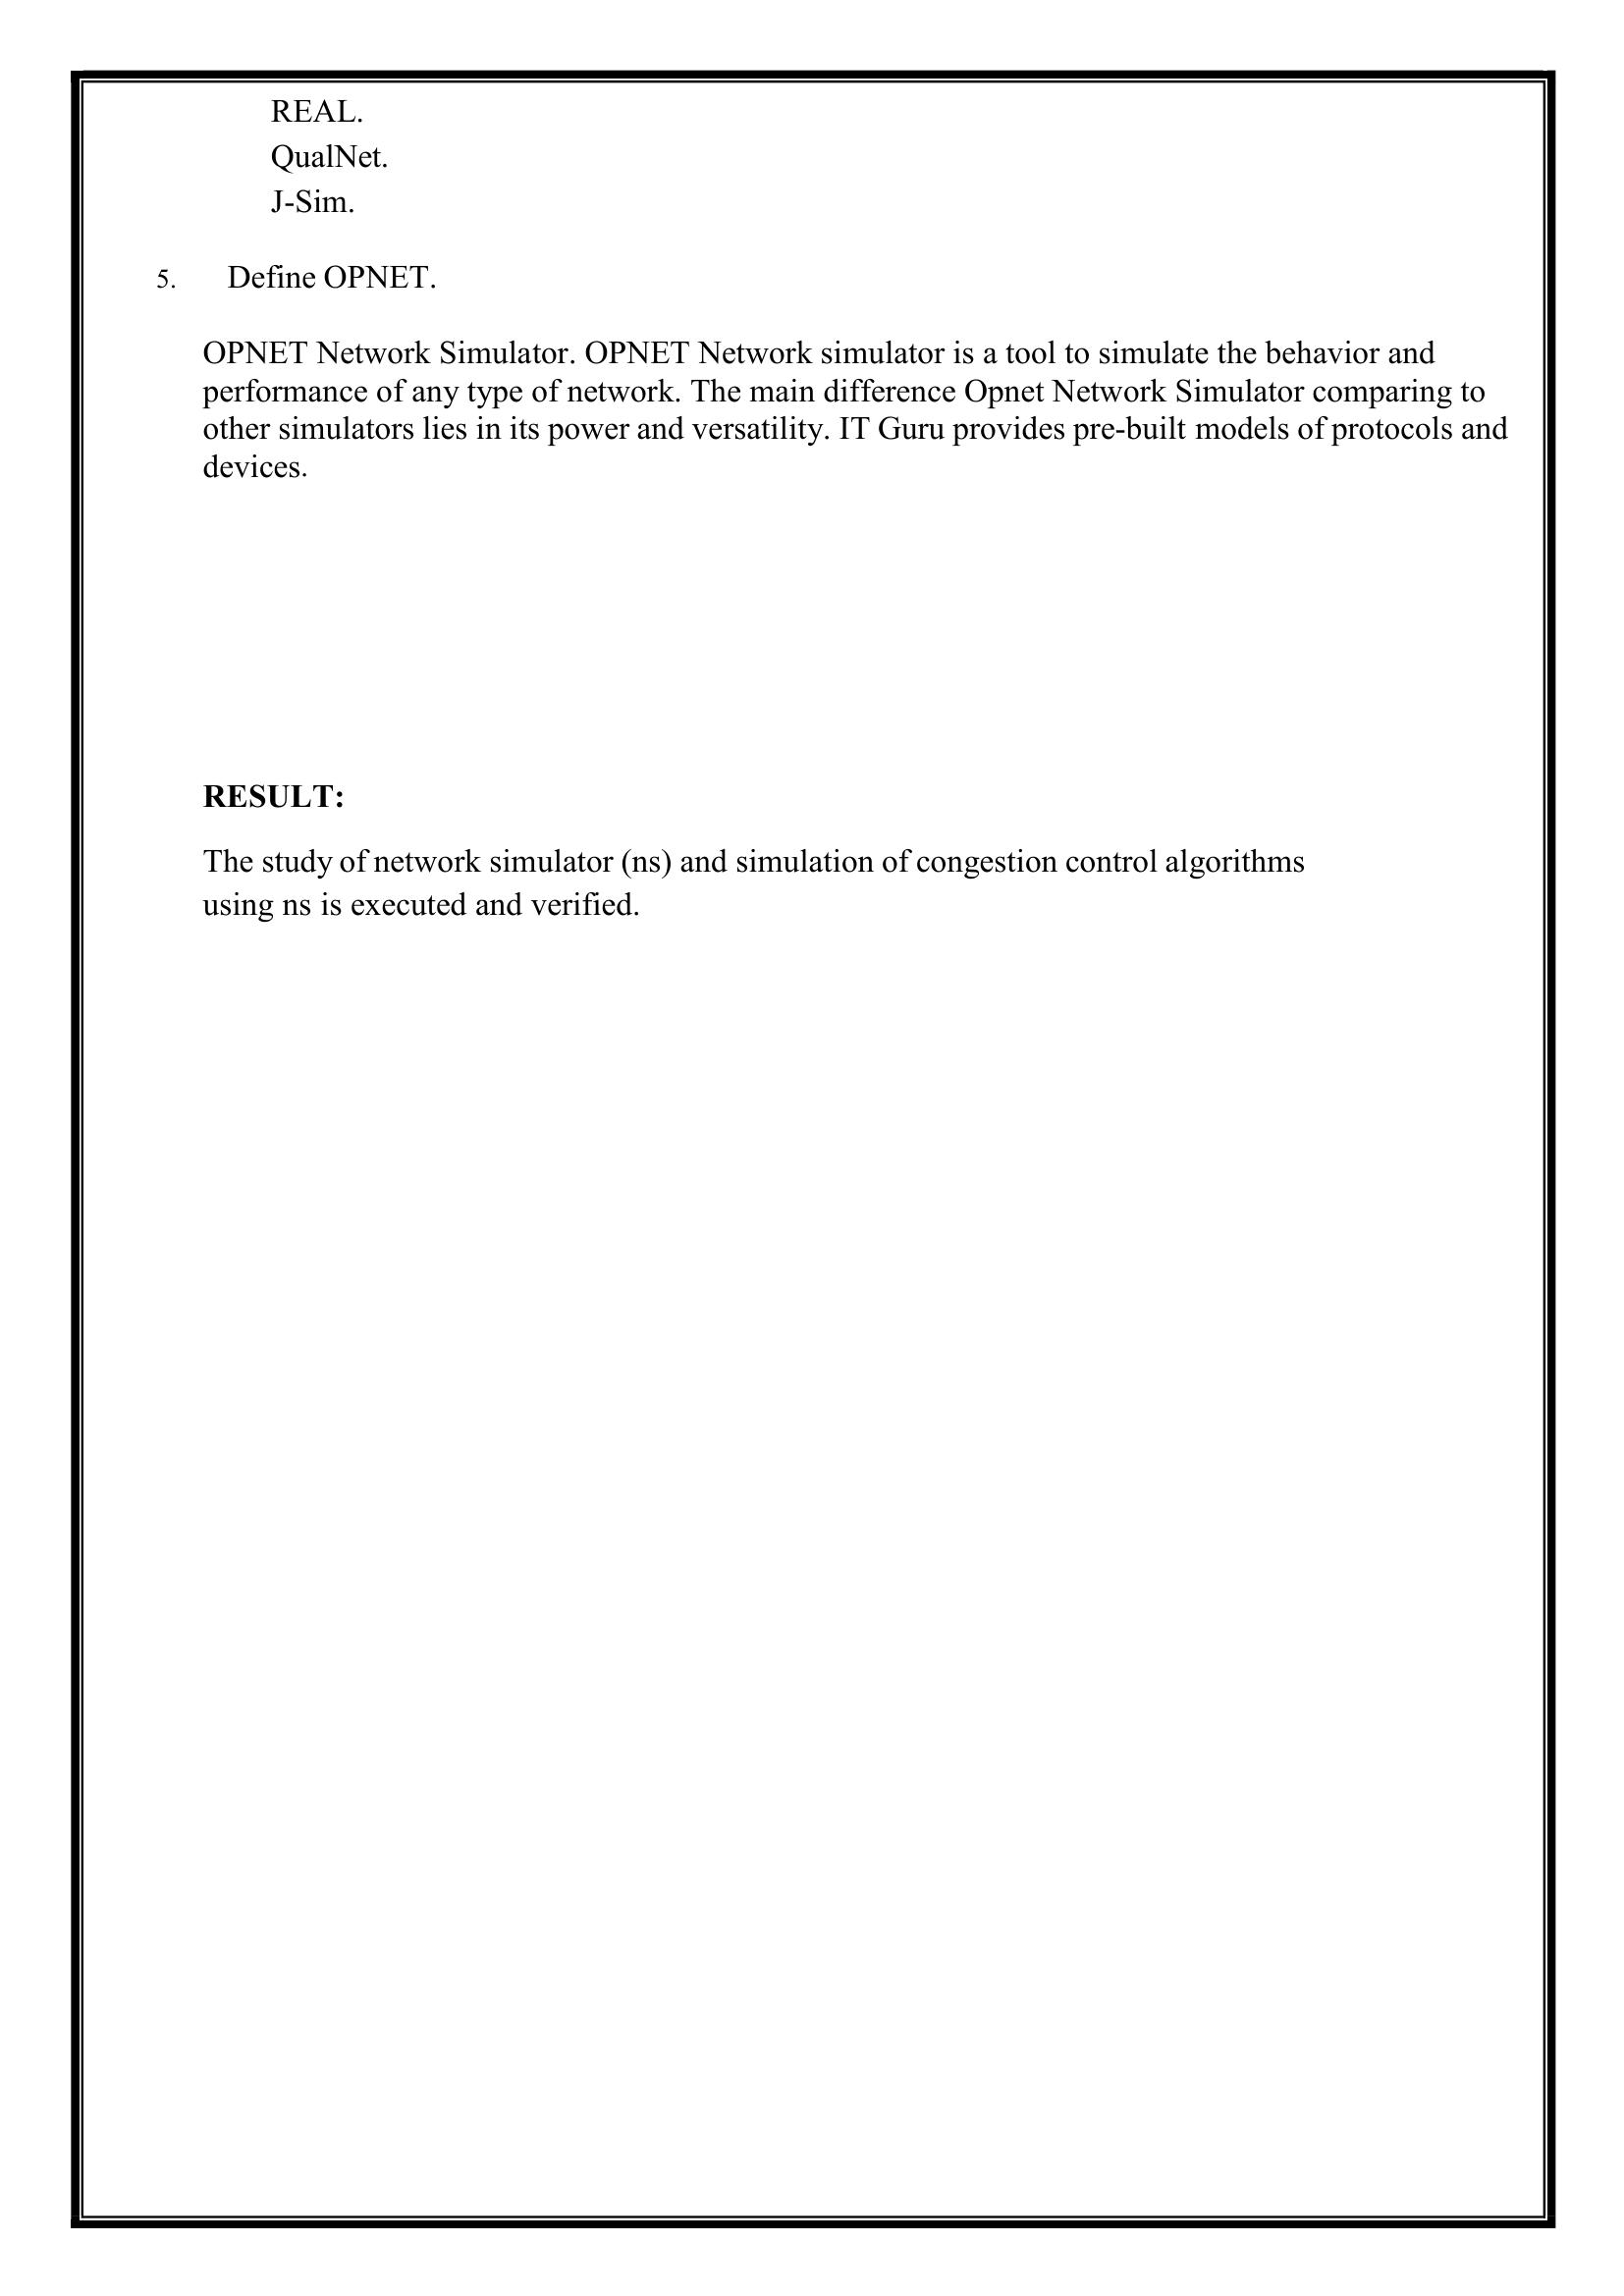 REAL.
QualNet.
J-Sim.
5. Define OPNET.
OPNET Network Simulator. OPNET Network simulator is a tool to simulate the behavior and
performance of any type of network. The main difference Opnet Network Simulator comparing to
other simulators lies in its power and versatility. IT Guru provides pre-built models of protocols and
devices.
RESULT:
The study of network simulator (ns) and simulation of congestion control algorithms
using ns is executed and verified.